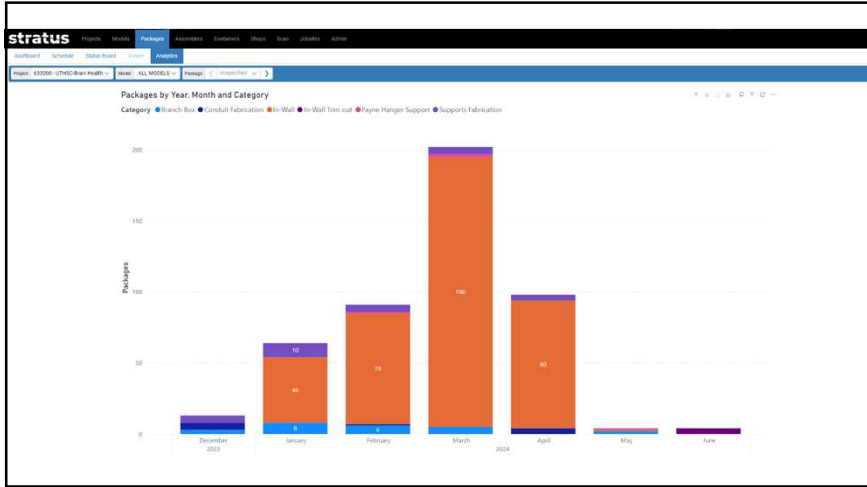 stratus Projects Models Packages Assemblies Containers Shops Scan Jobsites Admin
Dashboard Schedule Status Board Viewer Analytics
Project Model ALL MODELS Package Unspecified
Packages by Year, Month and Category
Category Branch Box Conduit Fabrication In-Wall In-Wall Trim out Payne Hanger Support Supports Fabrication
200
150
100
50
0
Packages
10
46
8
6
190
90
December January February March April May June
2023 2024